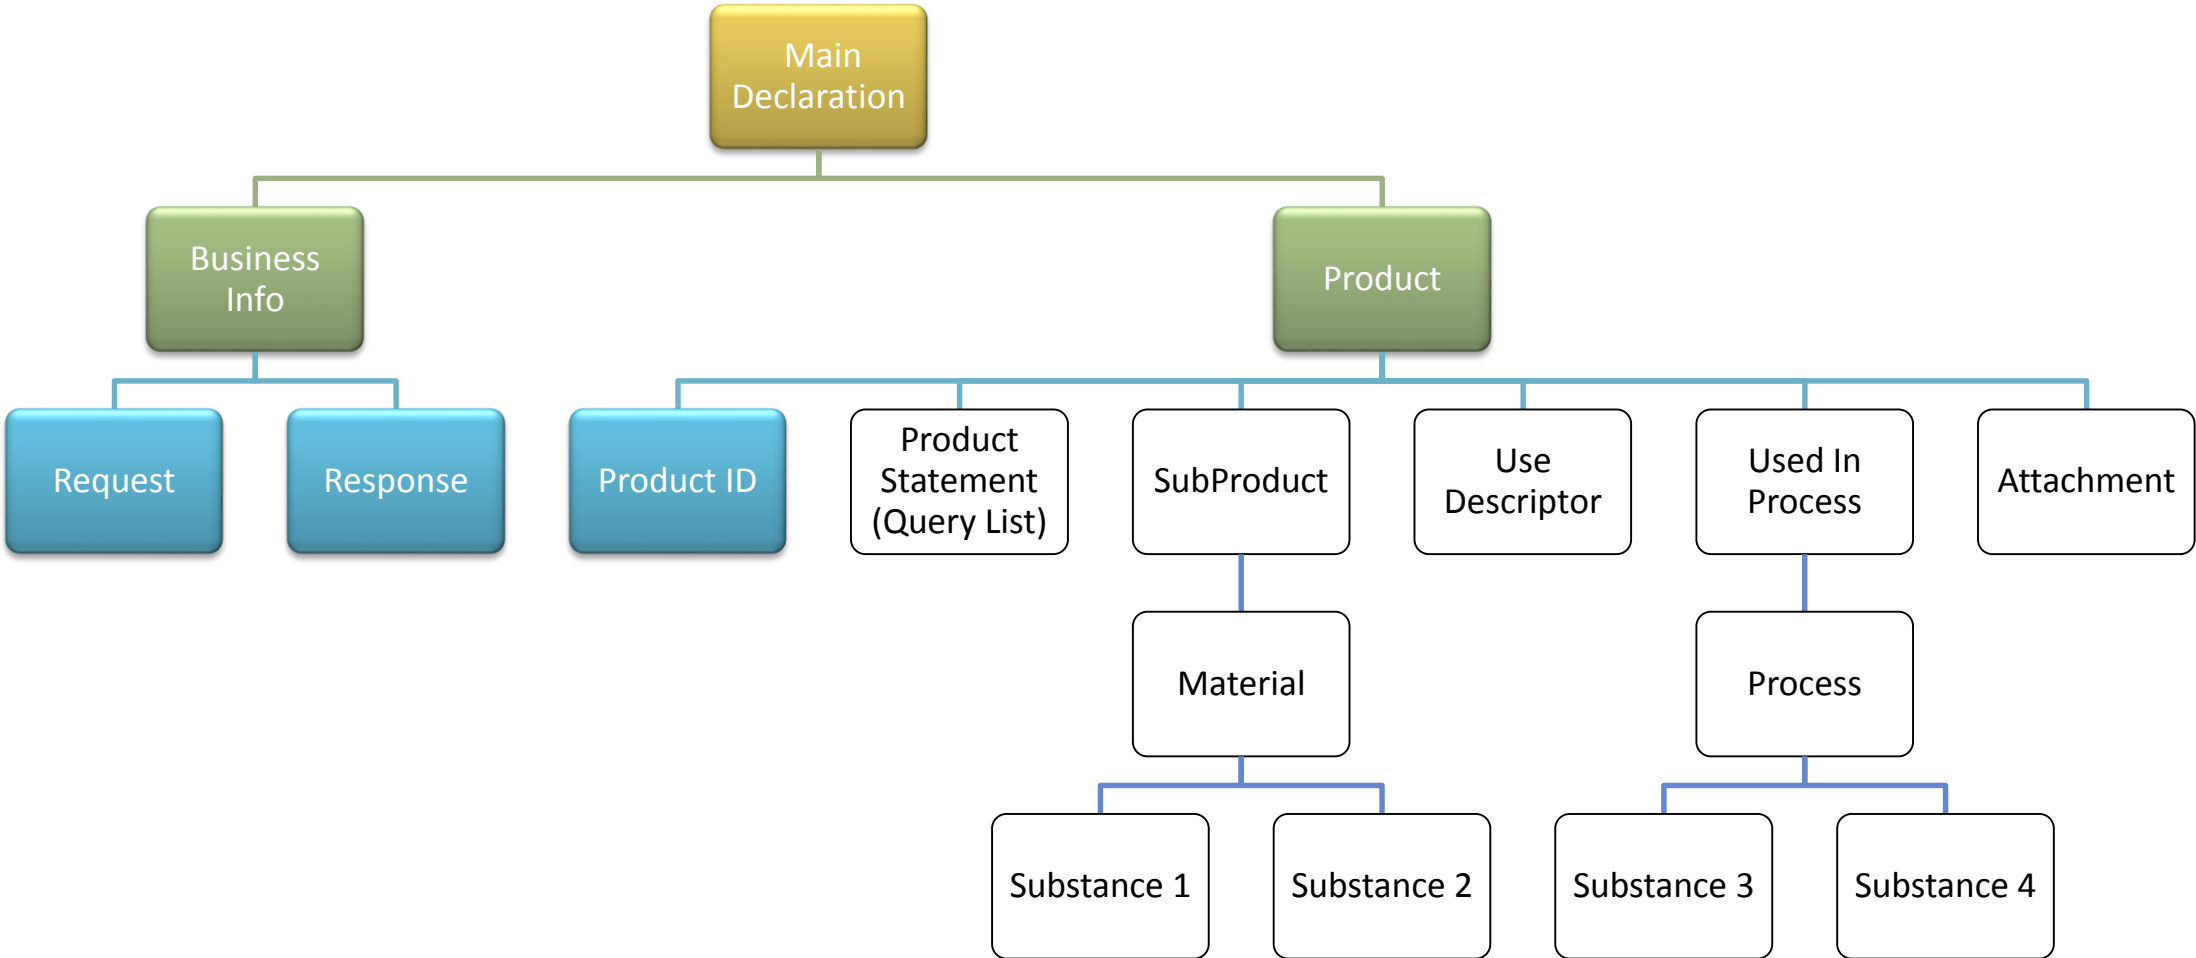 Main
Declaration
Business
Info
Product
Request
Response
Product ID
Product
Statement
(Query List)
SubProduct
Use
Descriptor
Used In
Process
Attachment
Material
Process
Substance 1
Substance 2
Substance 3
Substance 4